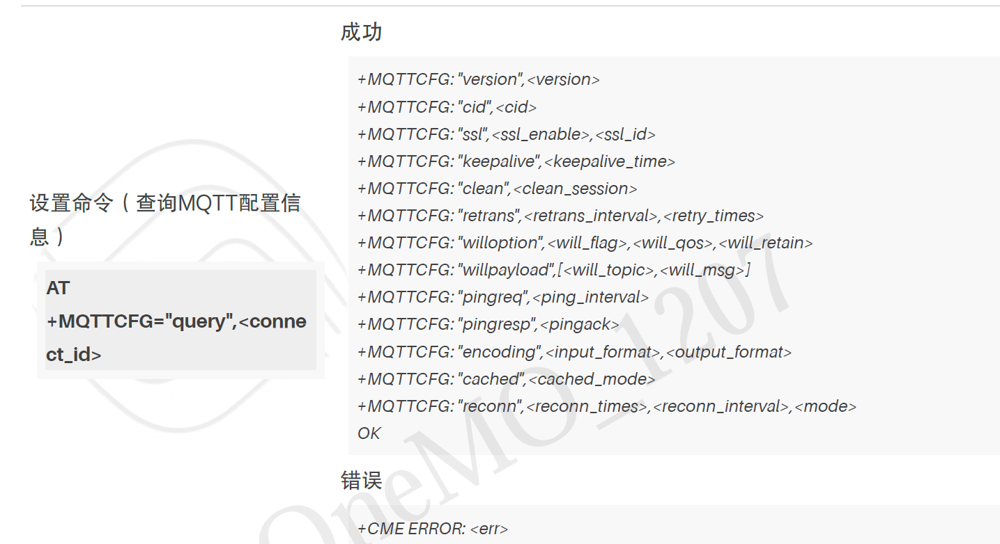 设置命令（查询MQTT配置信
息）
AT
+MQTTCFG="query",<conne
ct_id>
成功
+MQTTCFG: "version",<version>
+MQTTCFG: "cid",<cid>
+MQTTCFG: "ssl",<ssl_enable>,<ssl_id>
+MQTTCFG: "keepalive",<keepalive_time>
+MQTTCFG: "clean",<clean_session>
+MQTTCFG: "retrans",<retrans_interval>,<retry_times>
+MQTTCFG: "willoption",<will_flag>,<will_qos>,<will_retain>
+MQTTCFG: "willpayload",[<will_topic>,<will_msg>]
+MQTTCFG: "pingreq",<ping_interval>
+MQTTCFG: "pingresp",<pingack>
+MQTTCFG: "encoding",<input_format>,<output_format>
+MQTTCFG: "cached",<cached_mode>
+MQTTCFG: "reconn",<reconn_times>,<reconn_interval>,<mode>
OK
错误
+CME ERROR: <err>
OneMO_1207